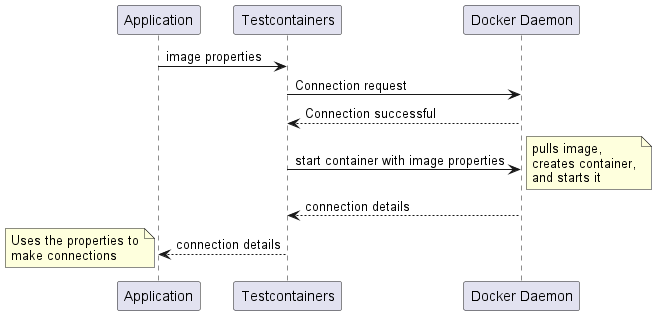 Application
Testcontainers
Docker Daemon
image properties
Connection request
Connection successful
start container with image properties
pulls image,
creates container,
and starts it
connection details
connection details
Uses the properties to
make connections
Application
Testcontainers
Docker Daemon